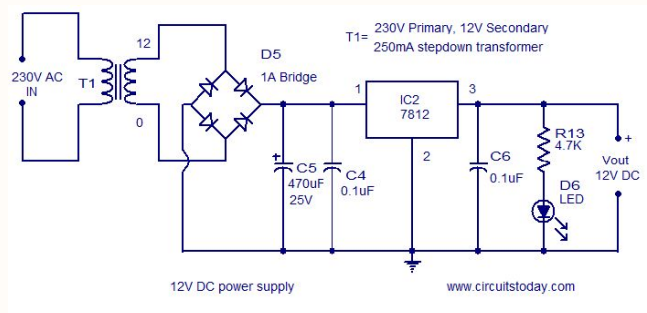 T1= 230V Primary, 12V Secondary
250mA stepdown transformer
12
D5
1A Bridge
230V AC
IN
T1
0
1
IC2
7812
3
2
C5
470uF
25V
C4
0.1uF
C6
0.1uF
R13
4.7K
D6
LED
+
Vout
12V DC
+
12V DC power supply
www.circuitstoday.com